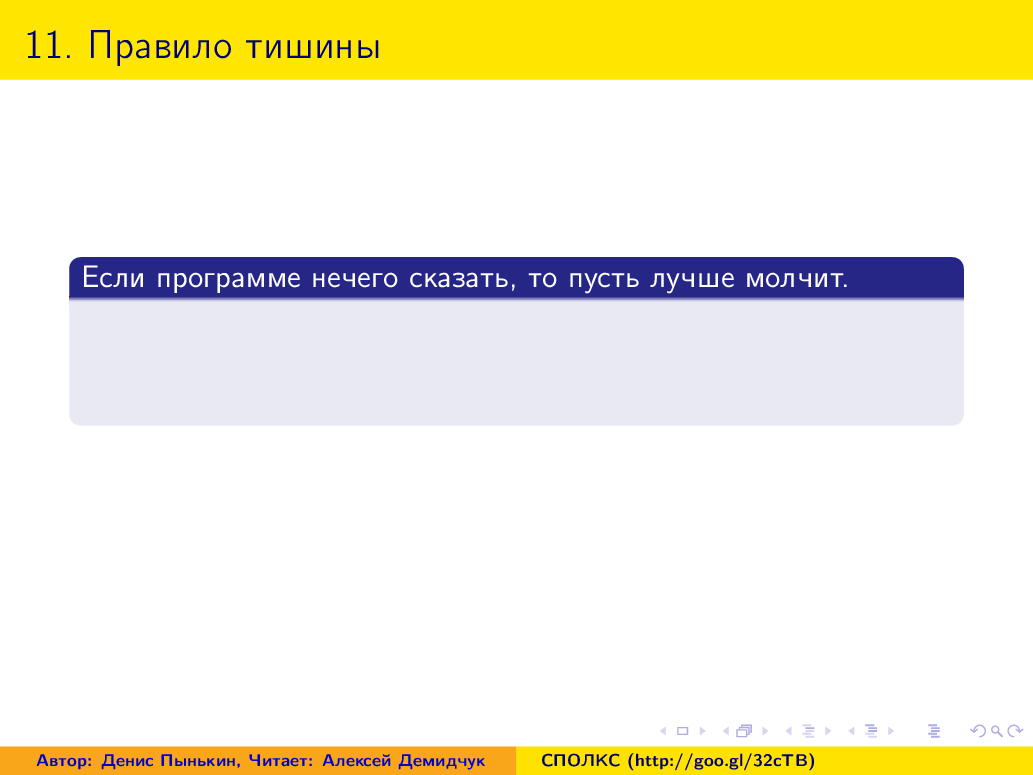 11. Правило тишины
Если программе нечего сказать, то пусть лучше молчит.
Автор: Денис Пынькин, Читает: Алексей Демидчук
СПОЛКС (http://goo.gl/32cTB)